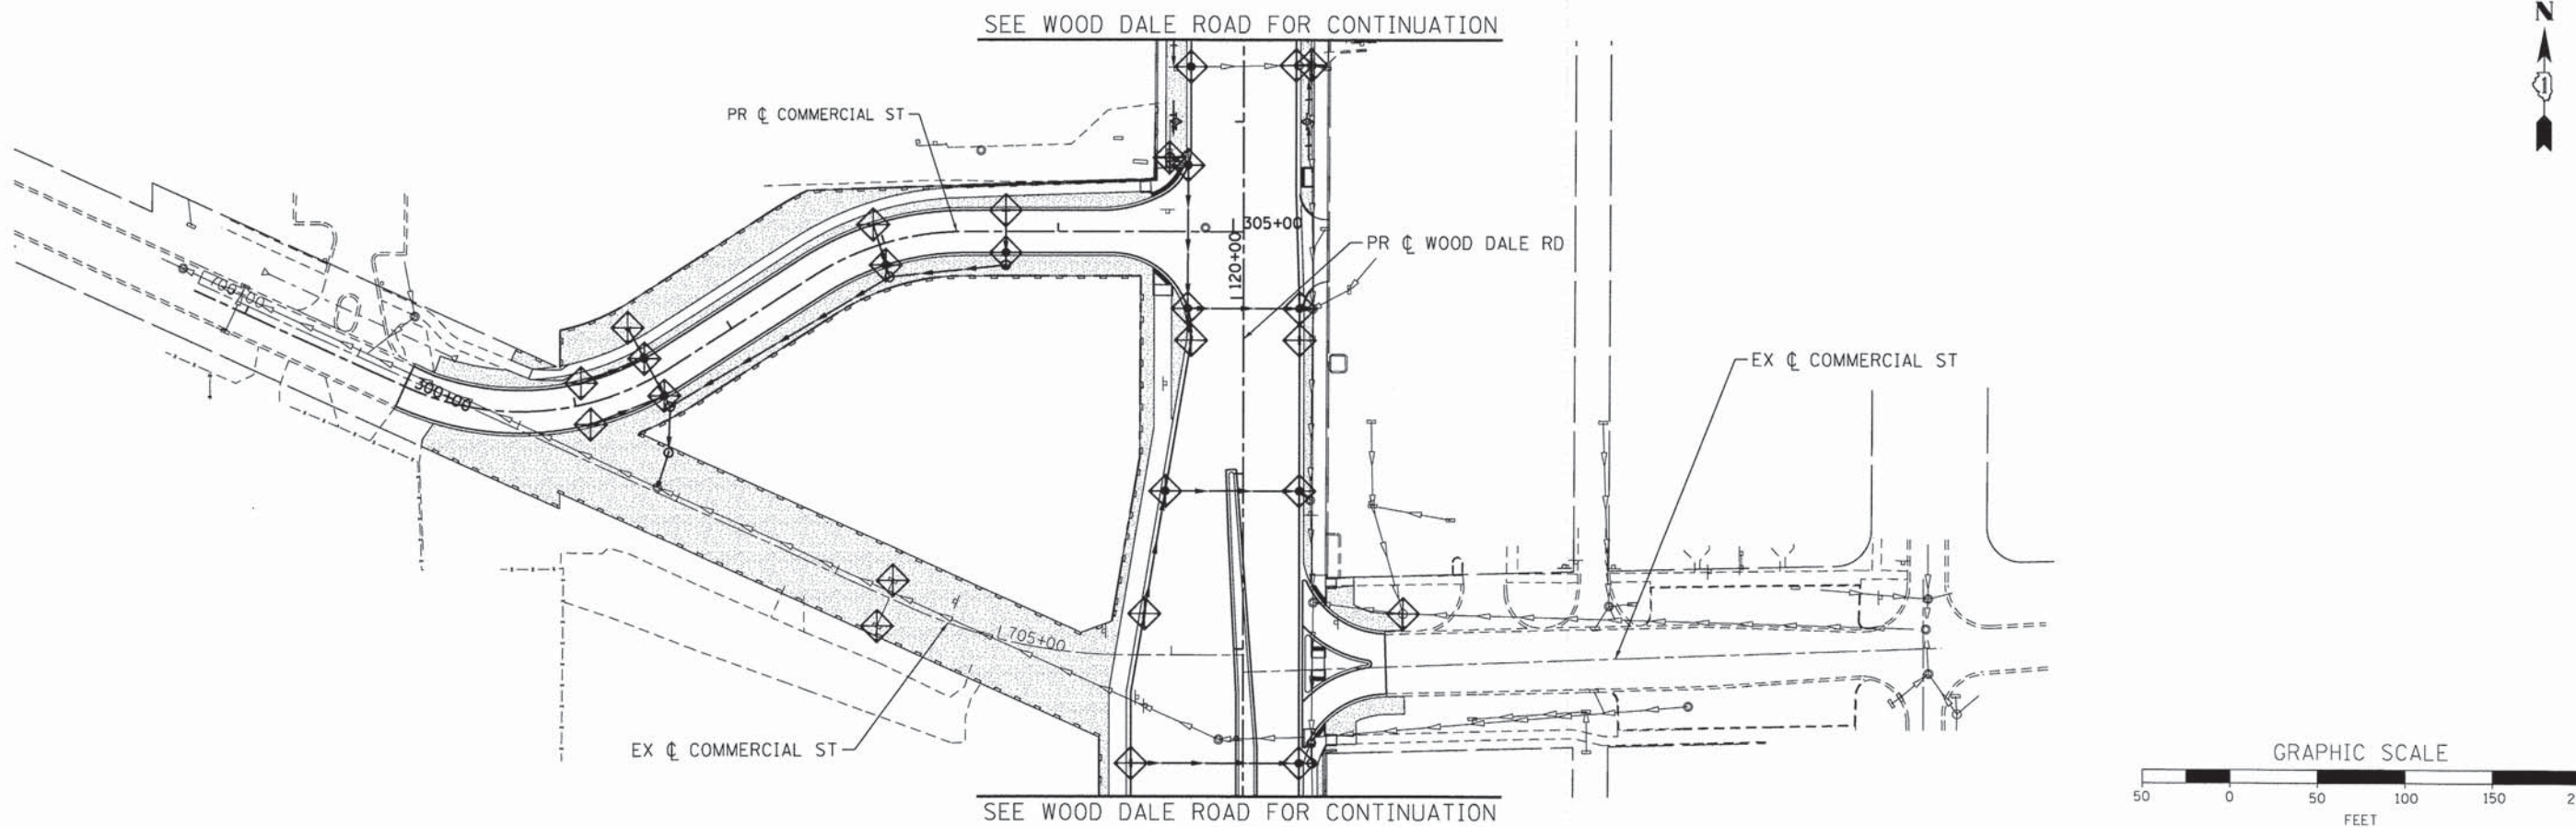 SEE WOOD DALE ROAD FOR CONTINUATION
N
1
PR ℄ COMMERCIAL ST
305+00
120+00
PR ℄ WOOD DALE RD
300+00
EX ℄ COMMERCIAL ST
705+00
EX ℄ COMMERCIAL ST
SEE WOOD DALE ROAD FOR CONTINUATION
GRAPHIC SCALE
50 0 50 100 150
FEET